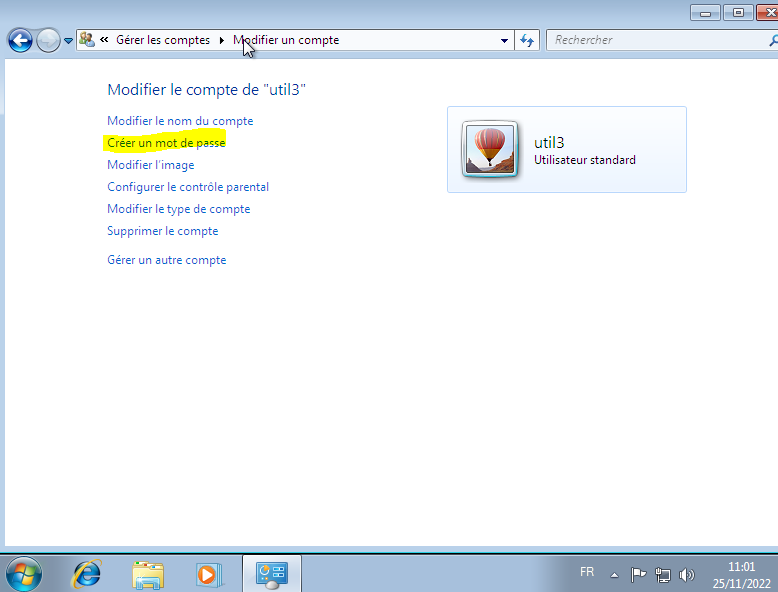 « Gérer les comptes Modifier un compte Rechercher
Modifier le compte de "util3"
Modifier le nom du compte
Créer un mot de passe
Modifier l'image
Configurer le contrôle parental
Modifier le type de compte
Supprimer le compte
Gérer un autre compte
util3
Utilisateur standard
FR
11:01
25/11/2022